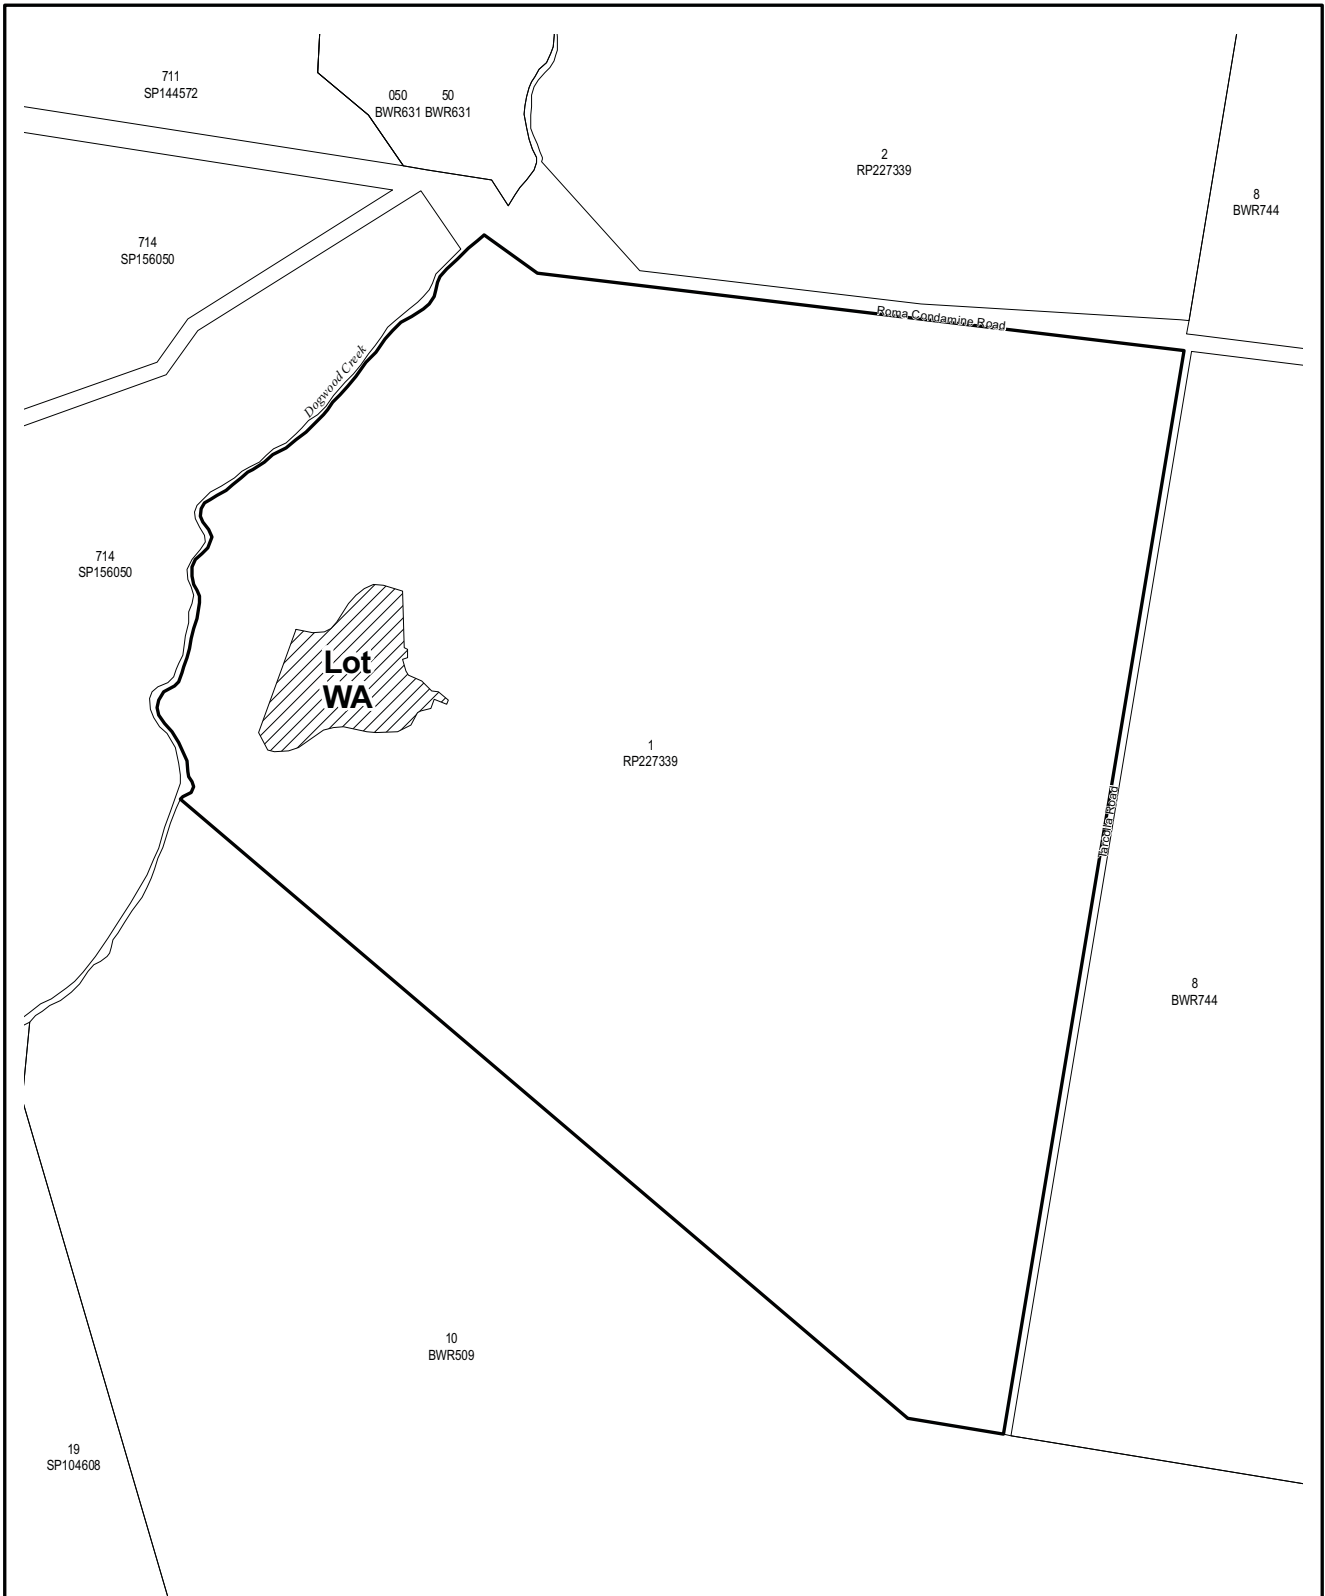 711
SP144572
050 50
BWR631 BWR631
2
RP227339
8
BWR744
714
SP156050
Roma Condamine Road
Dogwood Creek
714
SP156050
Lot
WA
1
RP227339
Tarcoola Road
8
BWR744
10
BWR509
19
SP104608